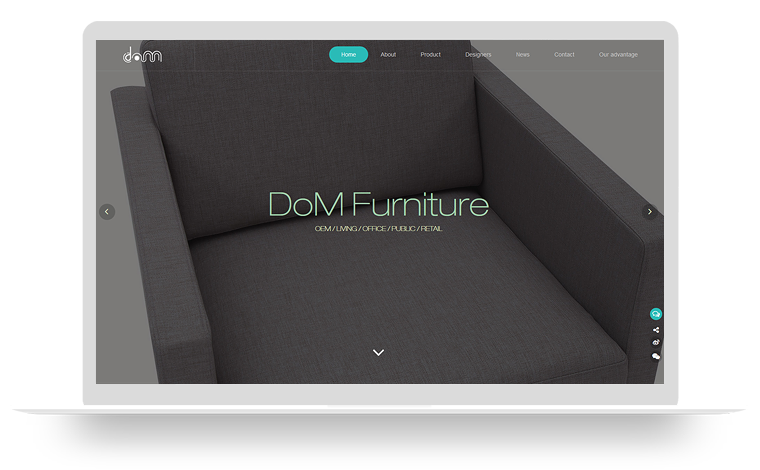 dom
Home About Product Designers News Contact Our advantage
DoM Furniture
OEM / LIVING / OFFICE / PUBLIC / RETAIL